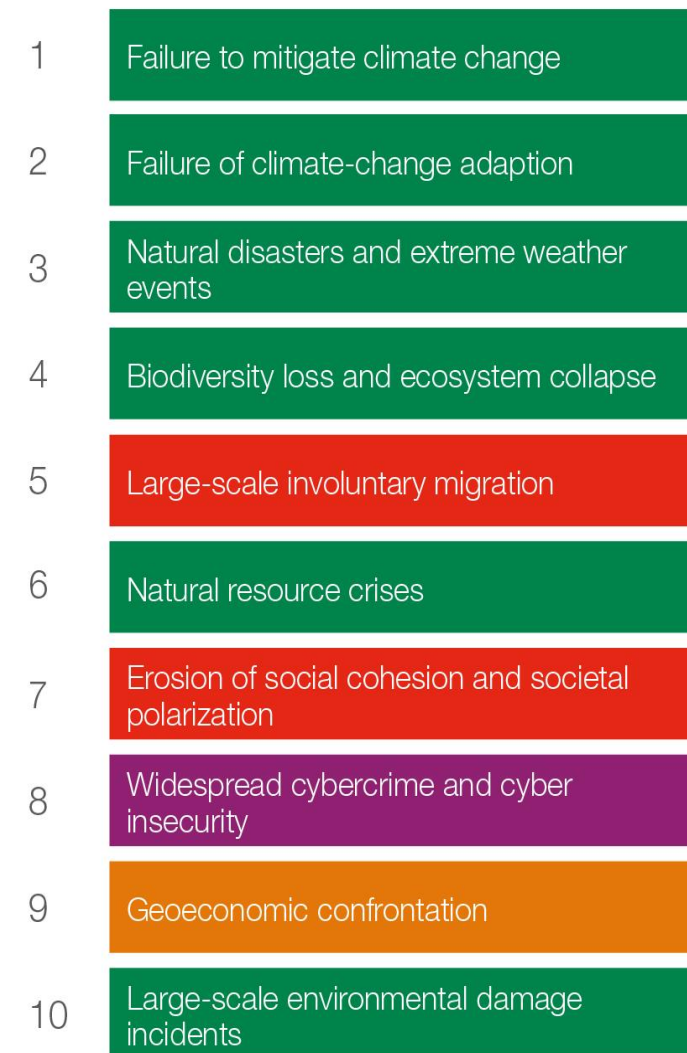 1
Failure to mitigate climate change
2
Failure of climate-change adaption
3
Natural disasters and extreme weather
events
4
Biodiversity loss and ecosystem collapse
5
Large-scale involuntary migration
6
Natural resource crises
7
Erosion of social cohesion and societal
polarization
8
Widespread cybercrime and cyber
insecurity
9
Geoeconomic confrontation
10
Large-scale environmental damage
incidents